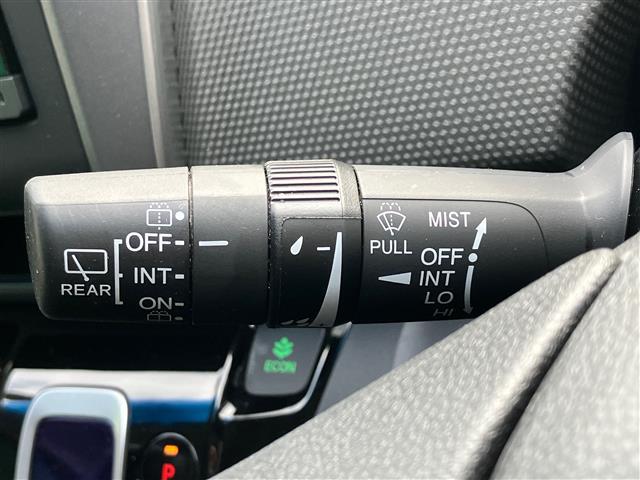 OFF
INT
ON
REAR
PULL
MIST
OFF
INT
LO
HI
ECON
P